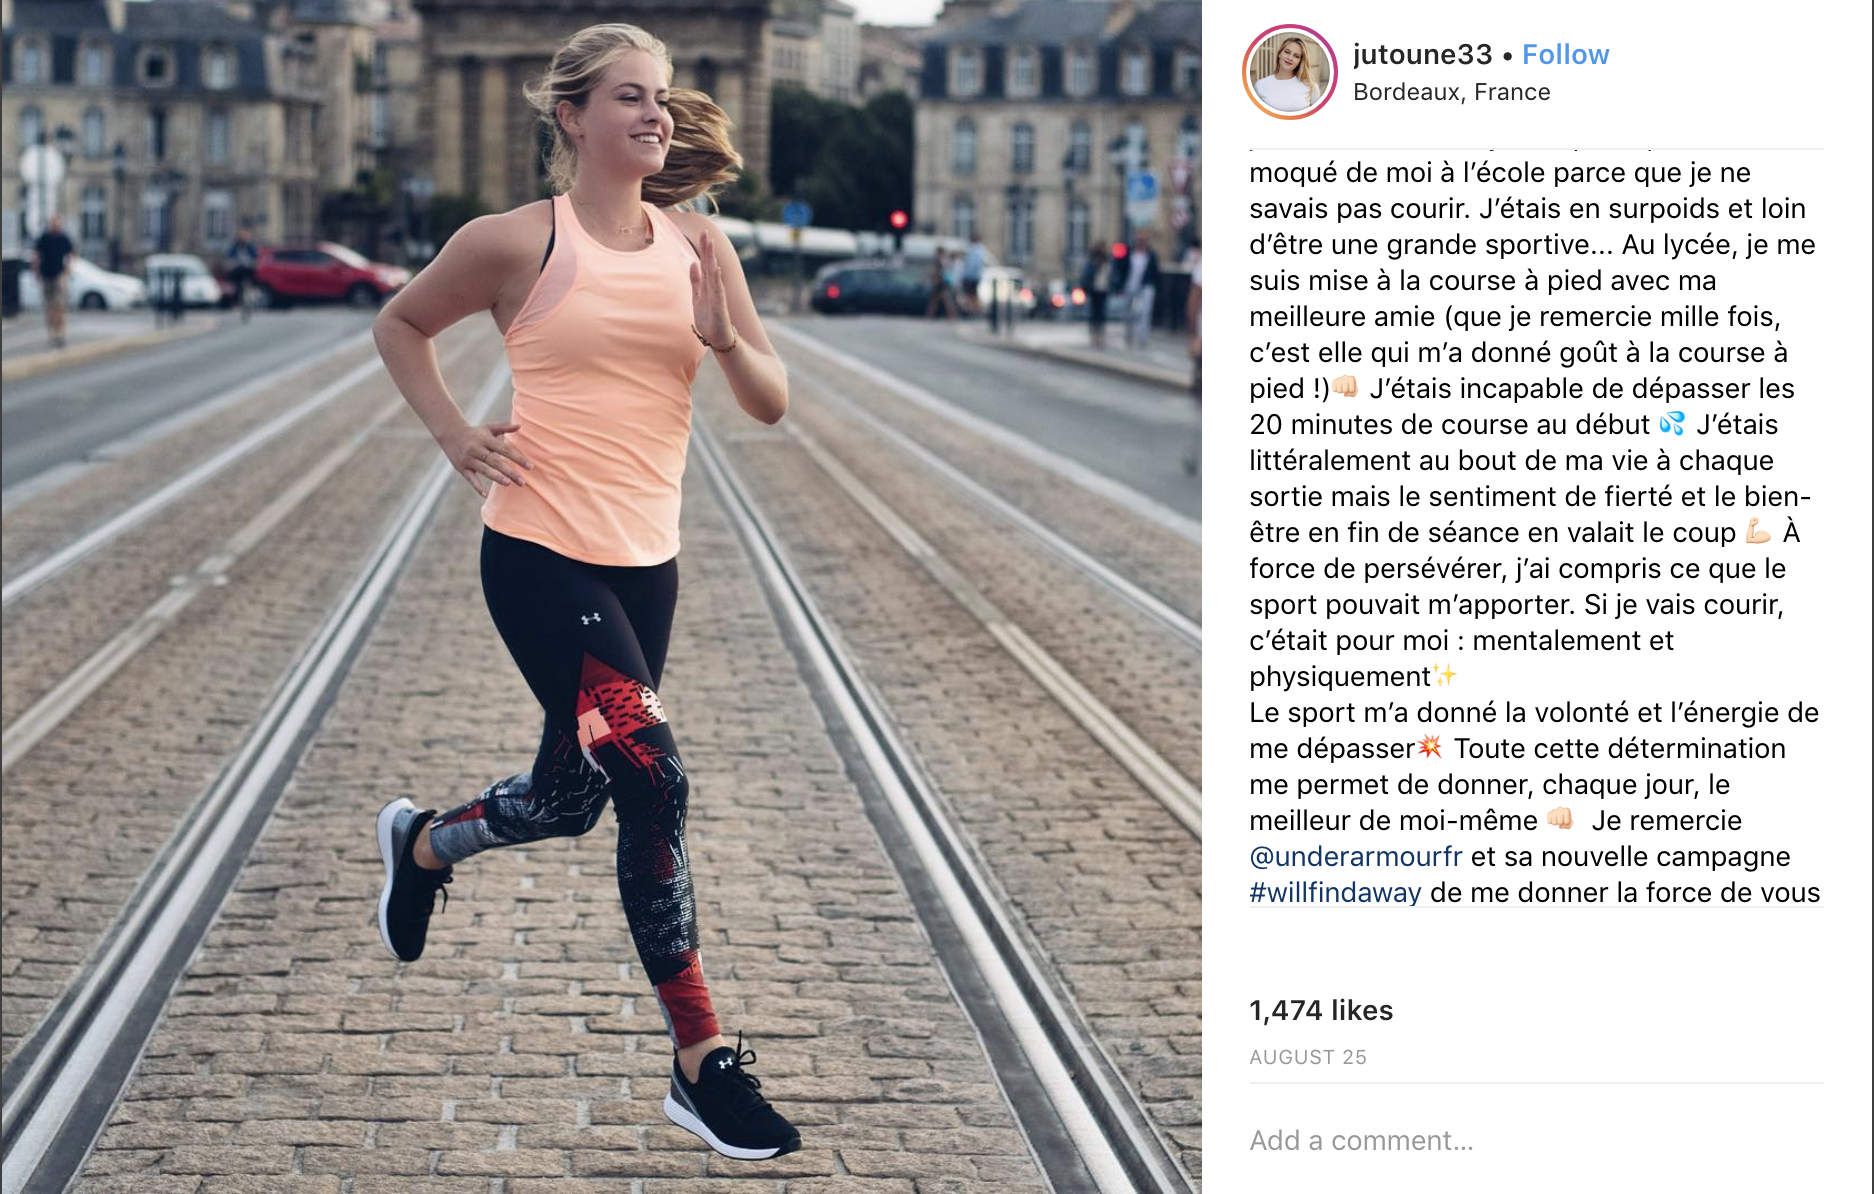 jutoune33 • Follow
Bordeaux, France
moqué de moi à l’école parce que je ne
savais pas courir. J’étais en surpoids et loin
d’être une grande sportive... Au lycée, je me
suis mise à la course à pied avec ma
meilleure amie (que je remercie mille fois,
c’est elle qui m’a donné goût à la course à
pied !)👊🏻 J’étais incapable de dépasser les
20 minutes de course au début 💦 J’étais
littéralement au bout de ma vie à chaque
sortie mais le sentiment de fierté et le bien-
être en fin de séance en valait le coup 💪🏻 À
force de persévérer, j’ai compris ce que le
sport pouvait m’apporter. Si je vais courir,
c’était pour moi : mentalement et
physiquement✨
Le sport m’a donné la volonté et l’énergie de
me dépasser💥 Toute cette détermination
me permet de donner, chaque jour, le
meilleur de moi-même 👊🏻 Je remercie
@underarmourfr et sa nouvelle campagne
#willfindaway de me donner la force de vous
1,474 likes
AUGUST 25
Add a comment...